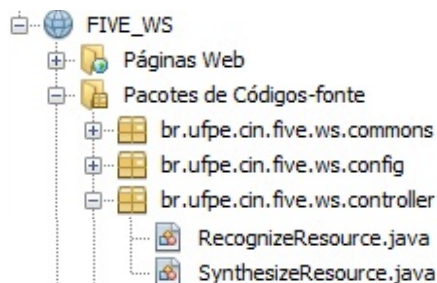 FIVE_WS
Páginas Web
Pacotes de Códigos-fonte
br.ufpe.cin.five.ws.commons
br.ufpe.cin.five.ws.config
br.ufpe.cin.five.ws.controller
RecognizeResource.java
SynthesizeResource.java